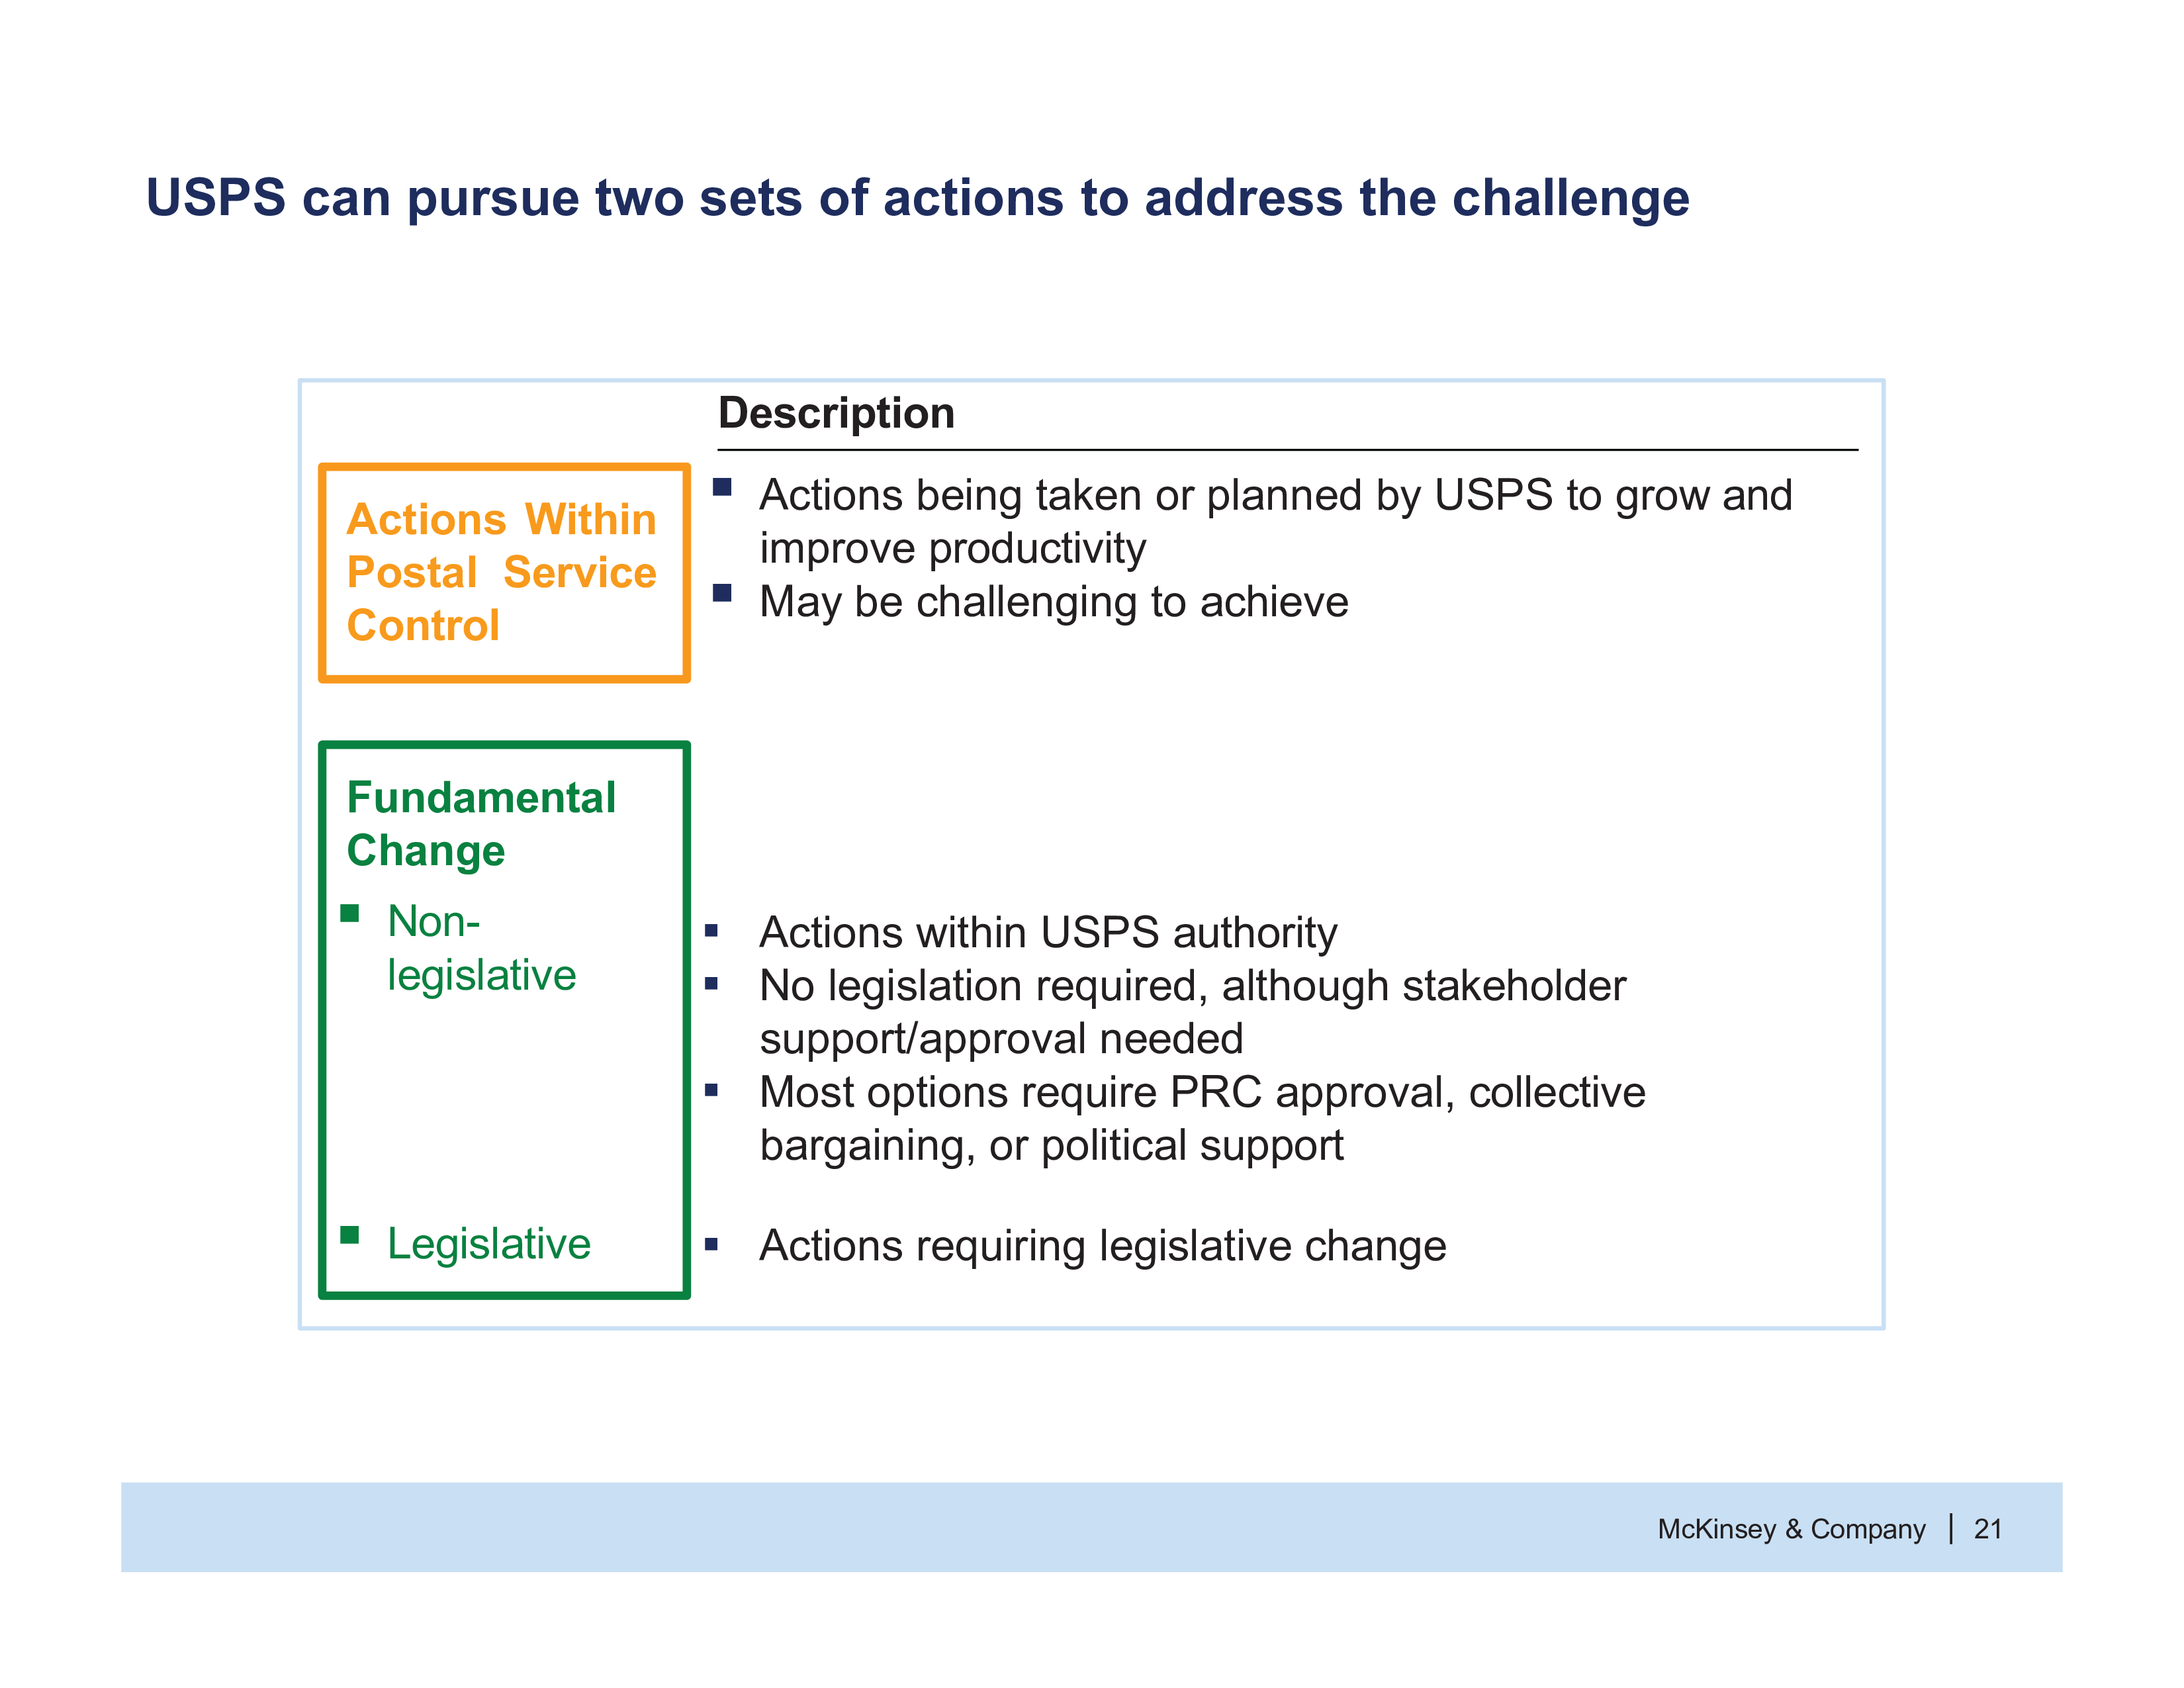 USPS can pursue two sets of actions to address the challenge
Description
Actions Within
Postal Service
Control
▪ Actions being taken or planned by USPS to grow and
improve productivity
▪ May be challenging to achieve
Fundamental
Change
▪ Non-
legislative
▪ Actions within USPS authority
▪ No legislation required, although stakeholder
support/approval needed
▪ Most options require PRC approval, collective
bargaining, or political support
▪ Legislative
▪ Actions requiring legislative change
McKinsey & Company | 21